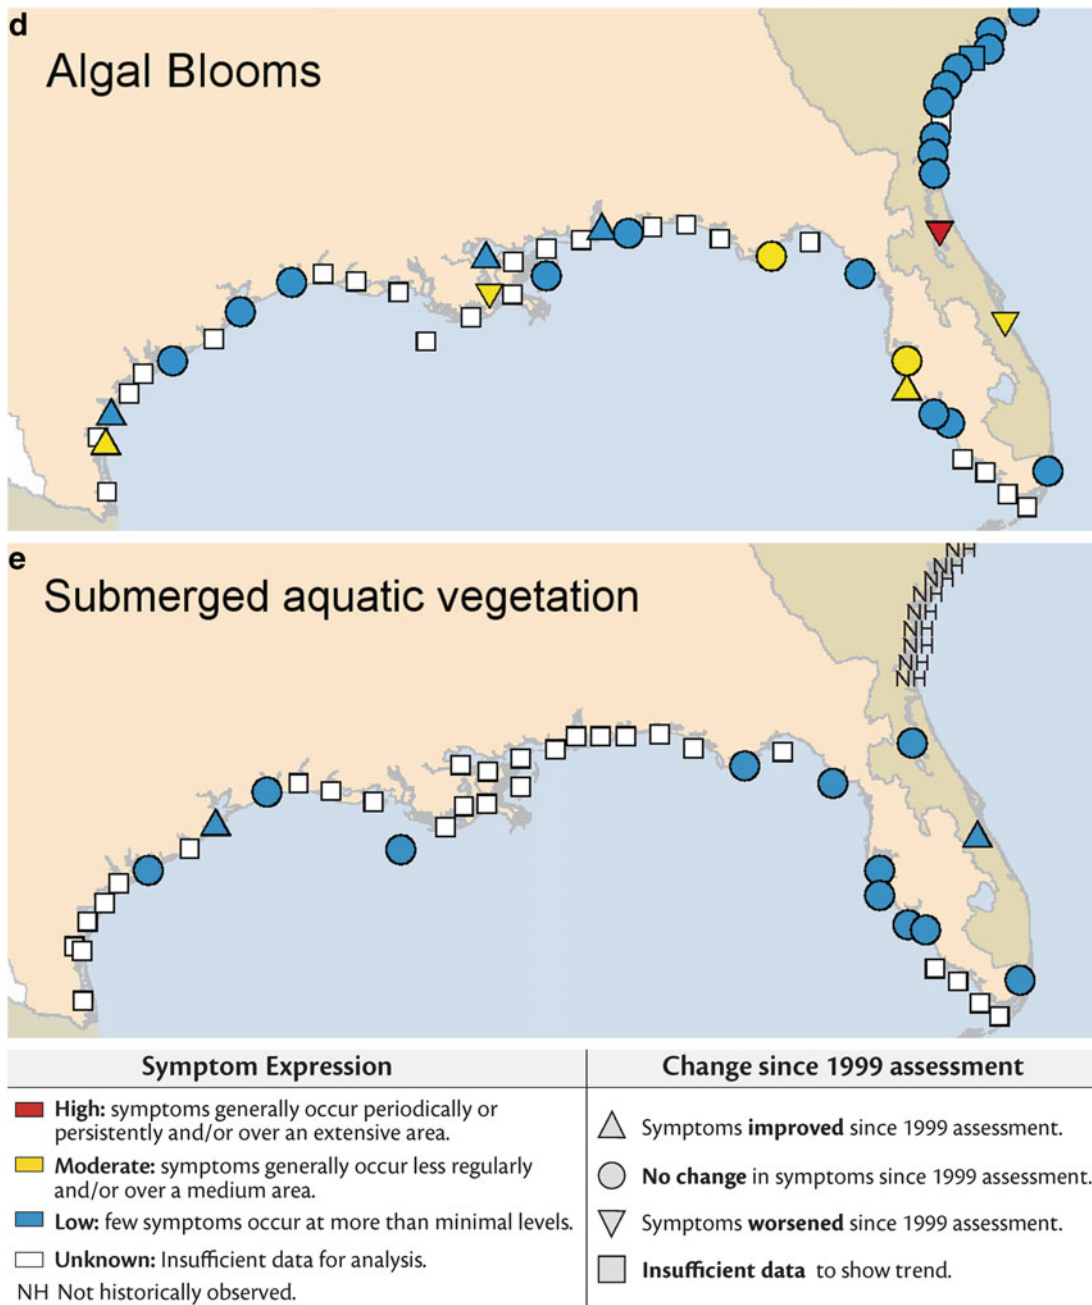 d
Algal Blooms
e
Submerged aquatic vegetation
NH
NH
NH
NH
NH
NH
NH
NH
NH
Symptom Expression
High: symptoms generally occur periodically or
persistently and/or over an extensive area.
Moderate: symptoms generally occur less regularly
and/or over a medium area.
Low: few symptoms occur at more than minimal levels.
Unknown: Insufficient data for analysis.
NH Not historically observed.
Change since 1999 assessment
Symptoms improved since 1999 assessment.
No change in symptoms since 1999 assessment.
Symptoms worsened since 1999 assessment.
Insufficient data to show trend.